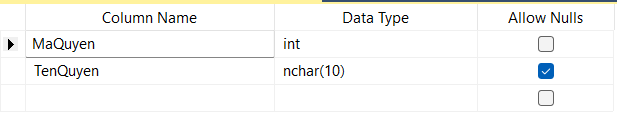 Column Name Data Type Allow Nulls
MaQuyen int
TenQuyen nchar(10)